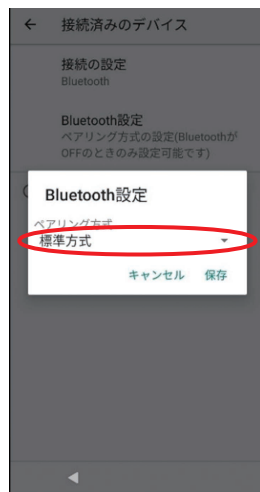 接続済みのデバイス
接続の設定
Bluetooth
Bluetooth設定
ペアリング方式の設定(Bluetoothが
OFFのときのみ設定可能です)
Bluetooth設定
ペアリング方式
標準方式
キャンセル 保存